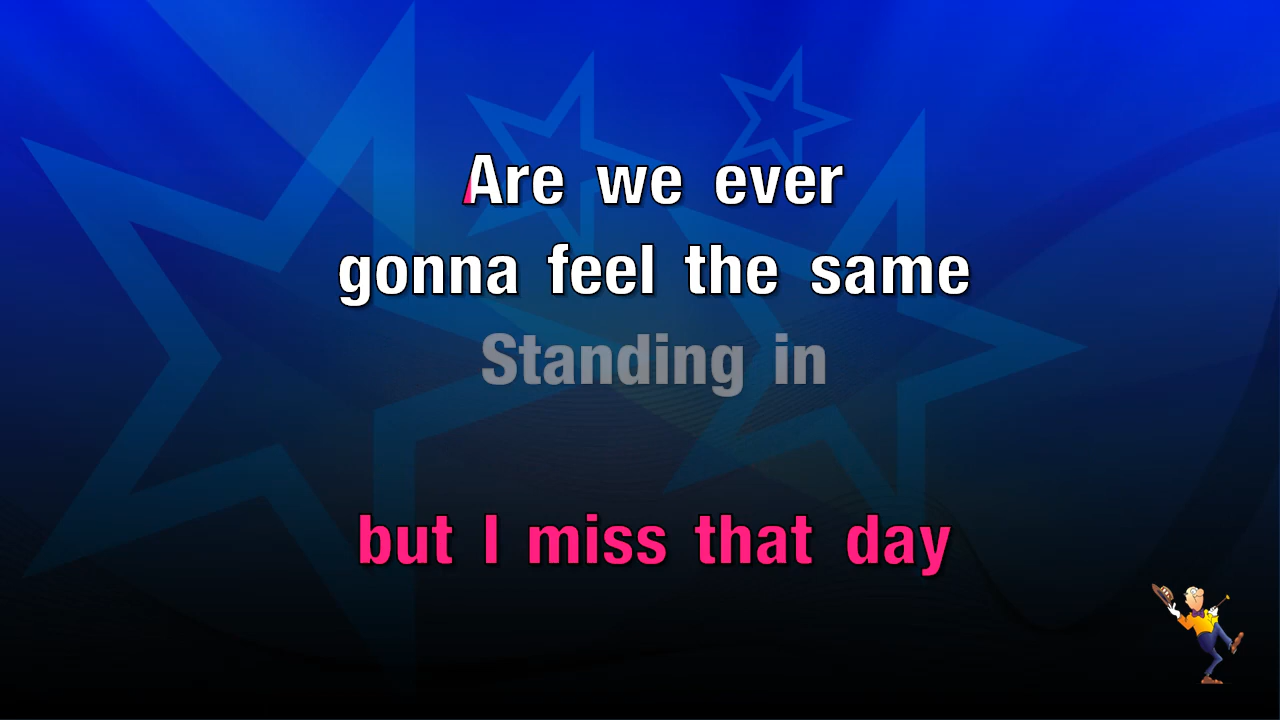 Are we ever
gonna feel the same
Standing in
but I miss that day